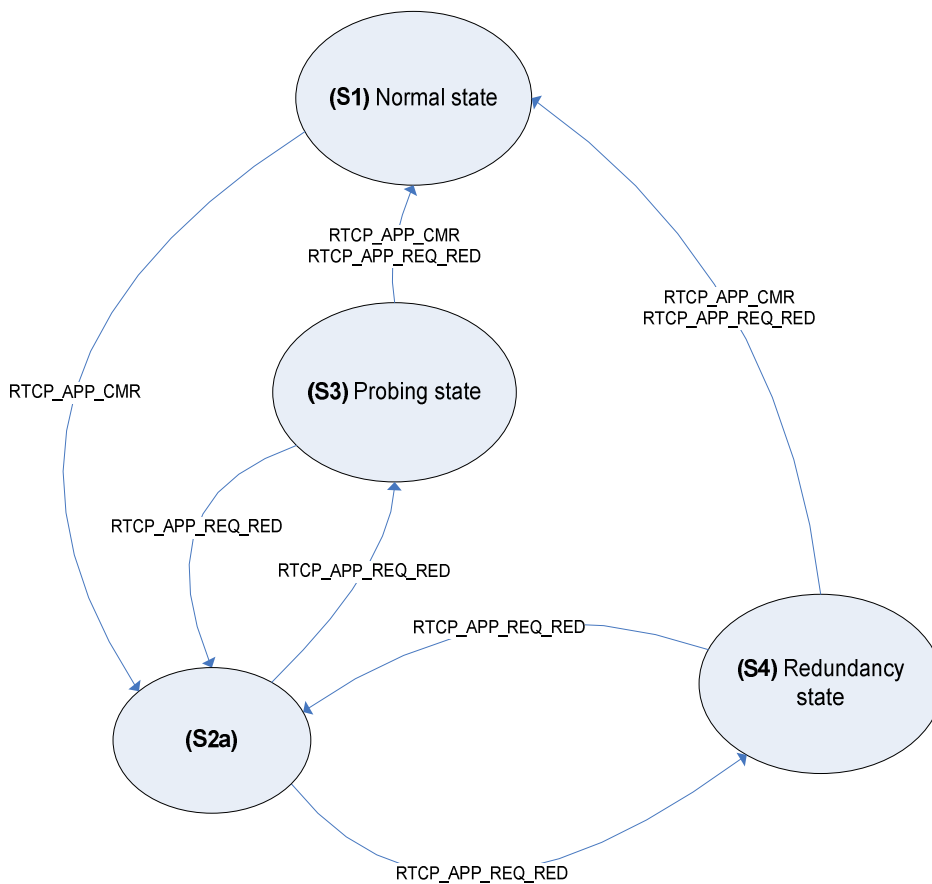 (S1) Normal state
RTCP_APP_CMR
RTCP_APP_REQ_RED
RTCP_APP_CMR
RTCP_APP_REQ_RED
RTCP_APP_CMR
(S3) Probing state
RTCP_APP_REQ_RED
RTCP_APP_REQ_RED
RTCP_APP_REQ_RED
(S4) Redundancy
state
(S2a)
RTCP_APP_REQ_RED